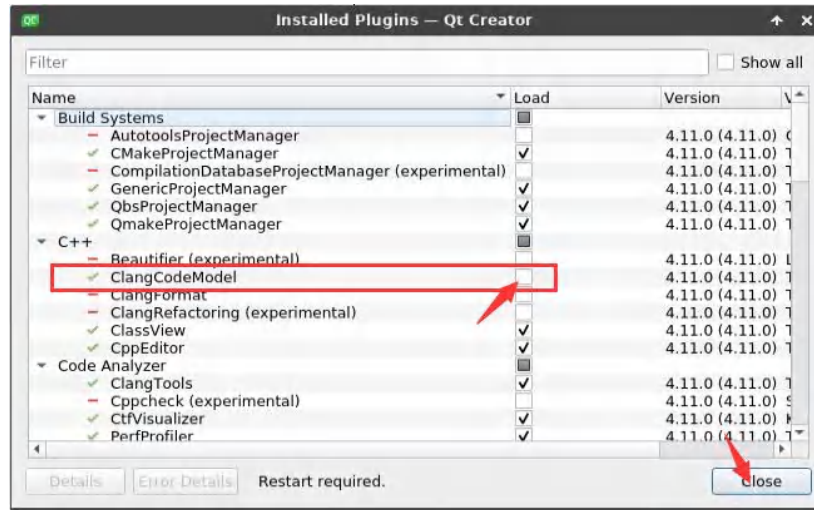 Installed Plugins — Qt Creator
Filter
Show all
Name Load Version
Build Systems
AutotoolsProjectManager 4.11.0 (4.11.0)
CMakeProjectManager 4.11.0 (4.11.0)
CompilationDatabaseProjectManager (experimental) 4.11.0 (4.11.0)
GenericProjectManager 4.11.0 (4.11.0)
QbsProjectManager 4.11.0 (4.11.0)
QmakeProjectManager 4.11.0 (4.11.0)
C++
Beautifier (experimental) 4.11.0 (4.11.0)
ClangCodeModel 4.11.0 (4.11.0)
ClangFormat 4.11.0 (4.11.0)
ClangRefactoring (experimental) 4.11.0 (4.11.0)
ClassView 4.11.0 (4.11.0)
CppEditor 4.11.0 (4.11.0)
Code Analyzer
ClangTools 4.11.0 (4.11.0)
Cppcheck (experimental) 4.11.0 (4.11.0)
CtfVisualizer 4.11.0 (4.11.0)
PerfProfiler 4.11.0 (4.11.0)
Details Error Details Restart required. Close